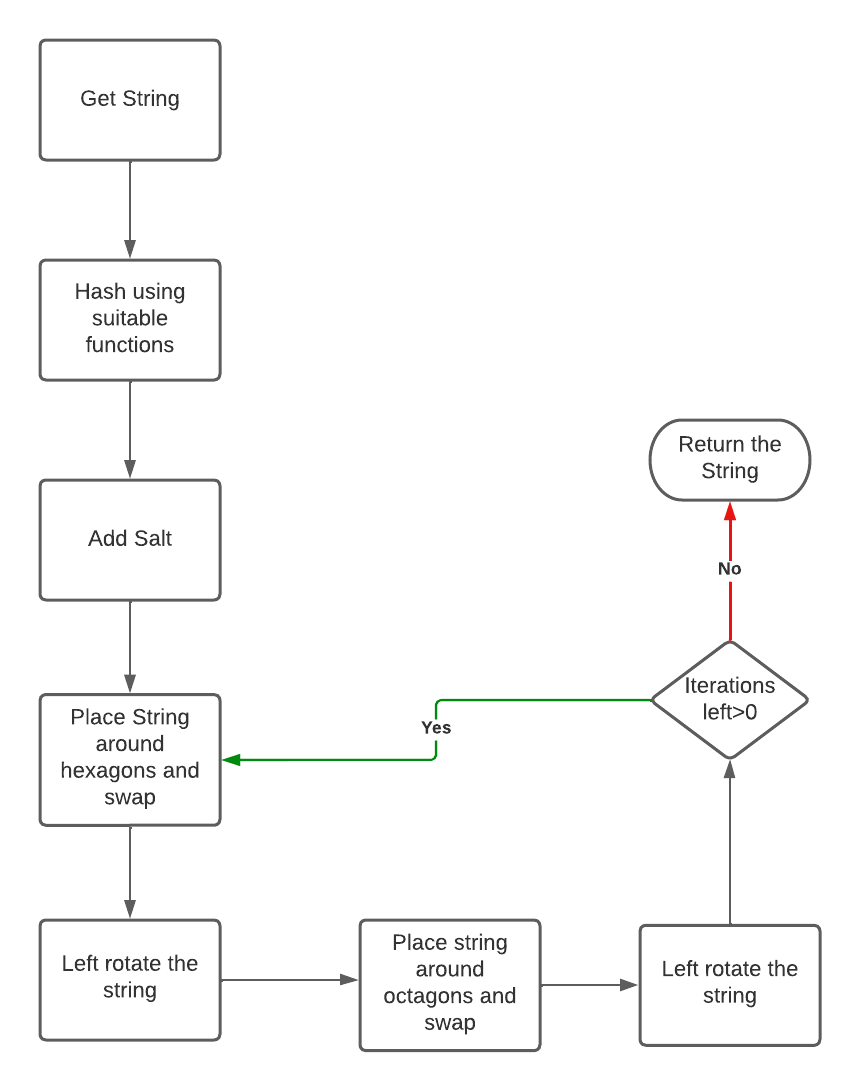 Get String
Hash using
suitable
functions
Add Salt
Place String
around
hexagons and
swap
Left rotate the
string
Place string
around
octagons and
swap
Left rotate the
string
Iterations
left>0
Yes
No
Return the
String